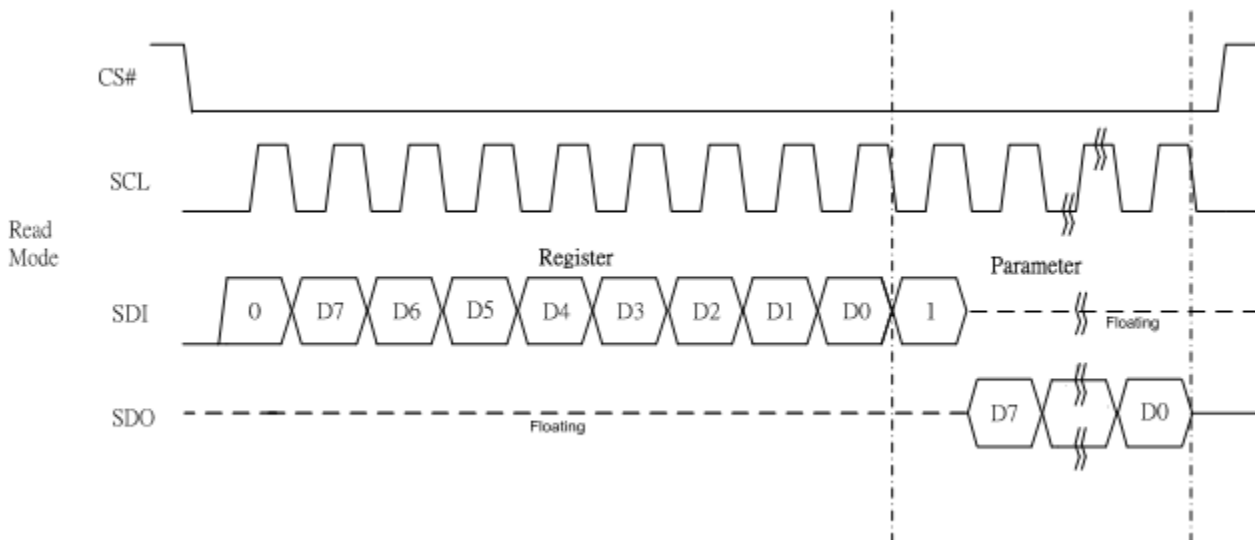 CS#
SCL
Read
Mode
Register
Parameter
SDI
0 D7 D6 D5 D4 D3 D2 D1 D0 1
Floating
SDO
Floating
D7 D0